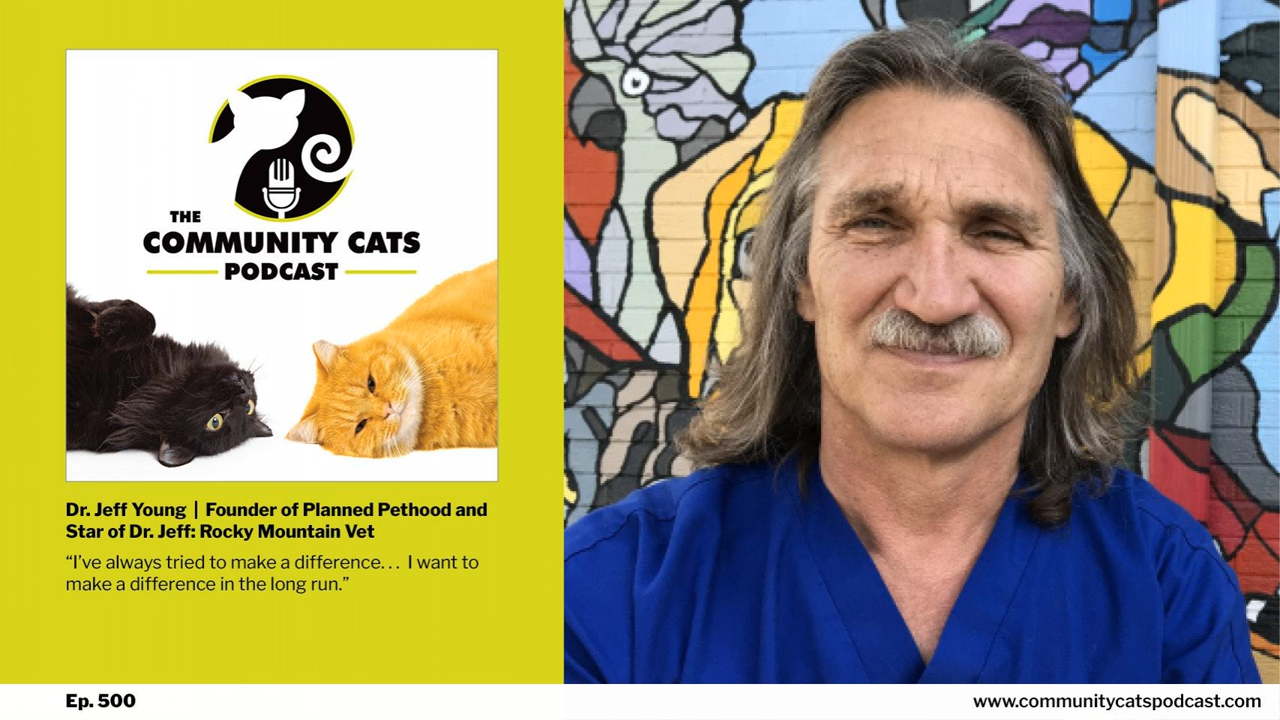 THE
COMMUNITY CATS
PODCAST
Dr. Jeff Young | Founder of Planned Pethood and
Star of Dr. Jeff: Rocky Mountain Vet
“I’ve always tried to make a difference. . . I want to
make a difference in the long run.”
Ep. 500
www.communitycatspodcast.com